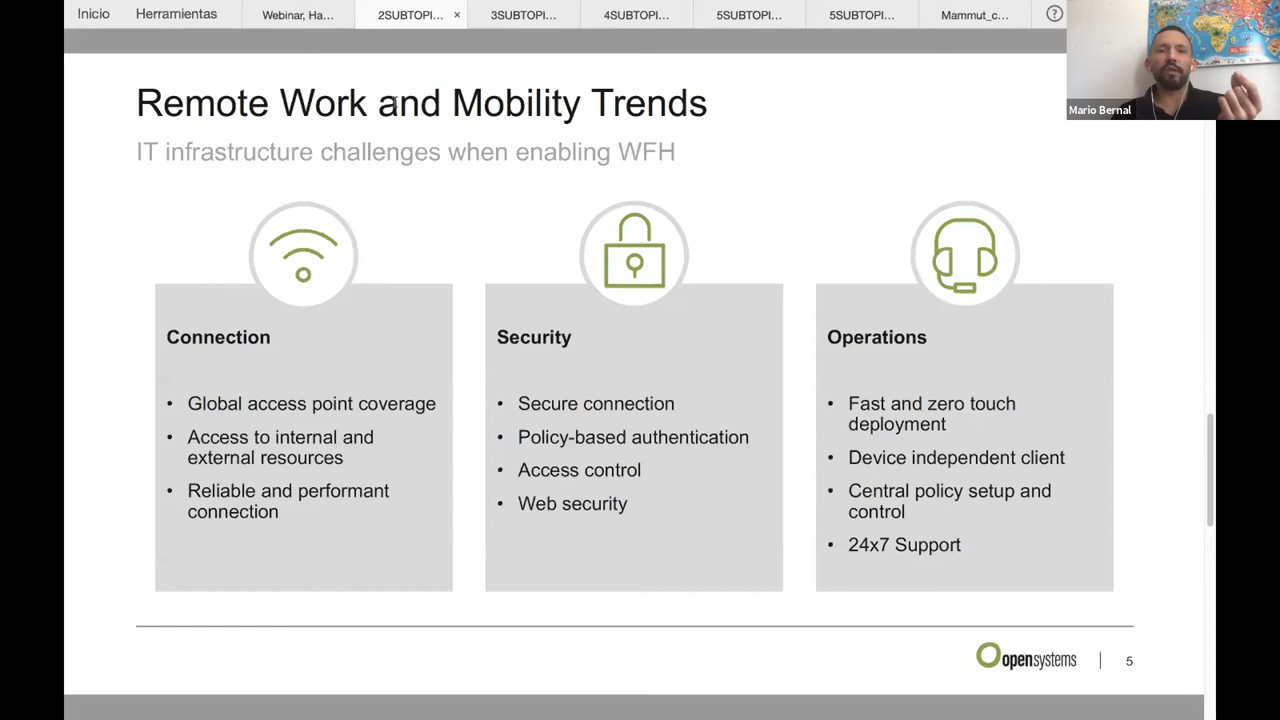 Inicio Herramientas Webinar, Ha... 2SUBTOPI... × 3SUBTOPI... 4SUBTOPI... 5SUBTOPI... 5SUBTOPI... Mammut_c... ?
Mario Bernal
Remote Work and Mobility Trends
IT infrastructure challenges when enabling WFH
Connection
• Global access point coverage
• Access to internal and
external resources
• Reliable and performant
connection
Security
• Secure connection
• Policy-based authentication
• Access control
• Web security
Operations
• Fast and zero touch
deployment
• Device independent client
• Central policy setup and
control
• 24x7 Support
open systems | 5